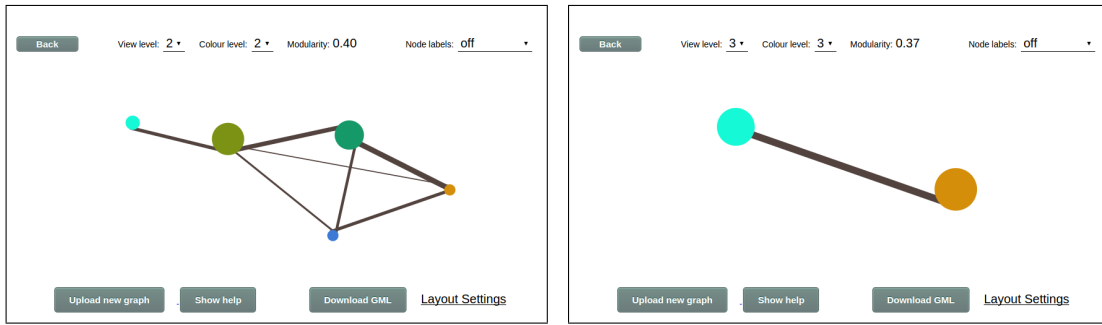 Back View level: 2 Colour level: 2 Modularity: 0.40 Node labels: off
Upload new graph Show help Download GML Layout Settings
Back View level: 3 Colour level: 3 Modularity: 0.37 Node labels: off
Upload new graph Show help Download GML Layout Settings